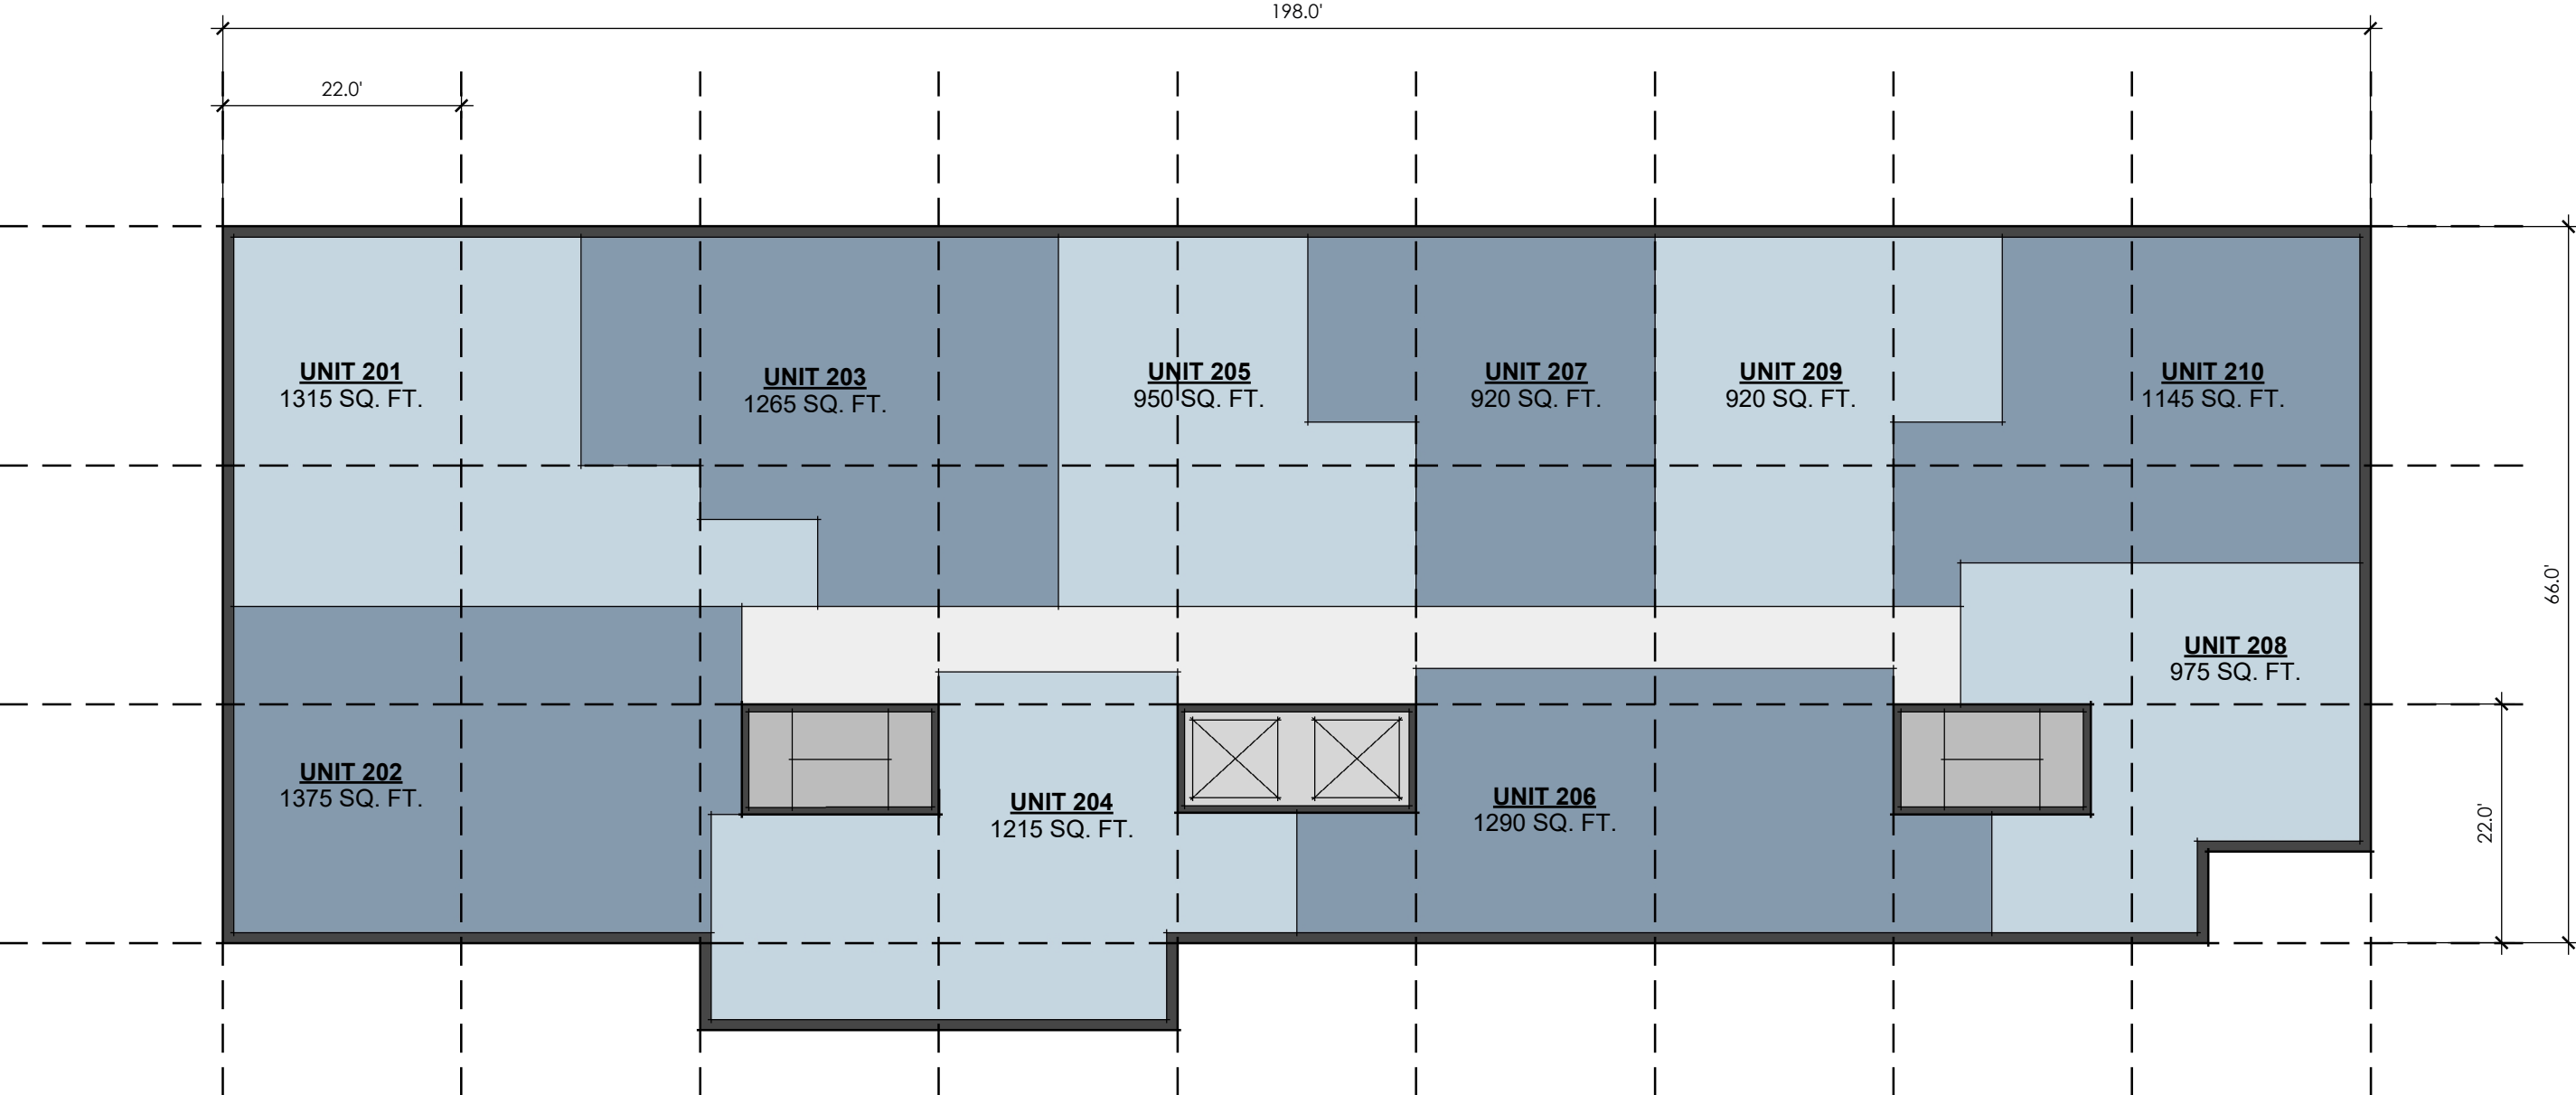 198.0'
22.0'
UNIT 201
1315 SQ. FT.
UNIT 203
1265 SQ. FT.
UNIT 205
950 SQ. FT.
UNIT 207
920 SQ. FT.
UNIT 209
920 SQ. FT.
UNIT 210
1145 SQ. FT.
66.0'
UNIT 208
975 SQ. FT.
UNIT 202
1375 SQ. FT.
UNIT 204
1215 SQ. FT.
UNIT 206
1290 SQ. FT.
22.0'